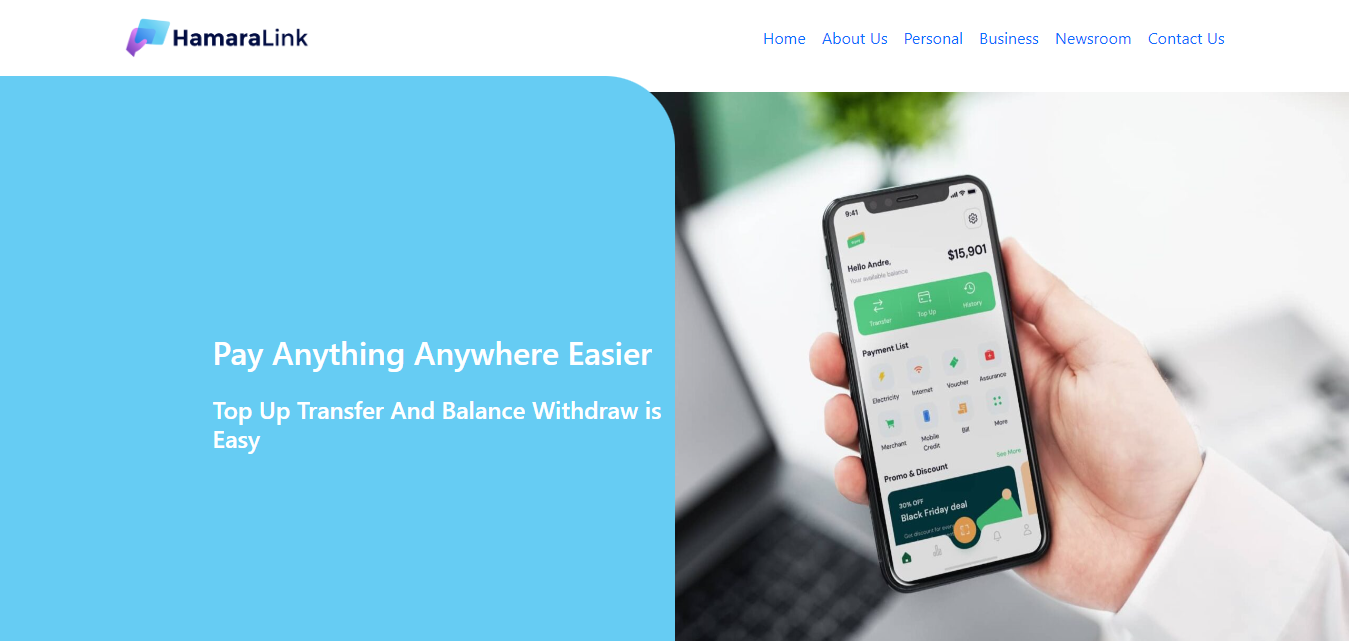 HamaraLink
Home About Us Personal Business Newsroom Contact Us
Pay Anything Anywhere Easier
Top Up Transfer And Balance Withdraw is
Easy
9:41
Hello Andre,
$15,901
Your available balance
Transfer Top Up History
Payment List
Electricity Internet Voucher Assurance
Merchant Mobile Bill More
Credit
Promo & Discount See More
30% OFF
Black Friday deal
Get discount for every